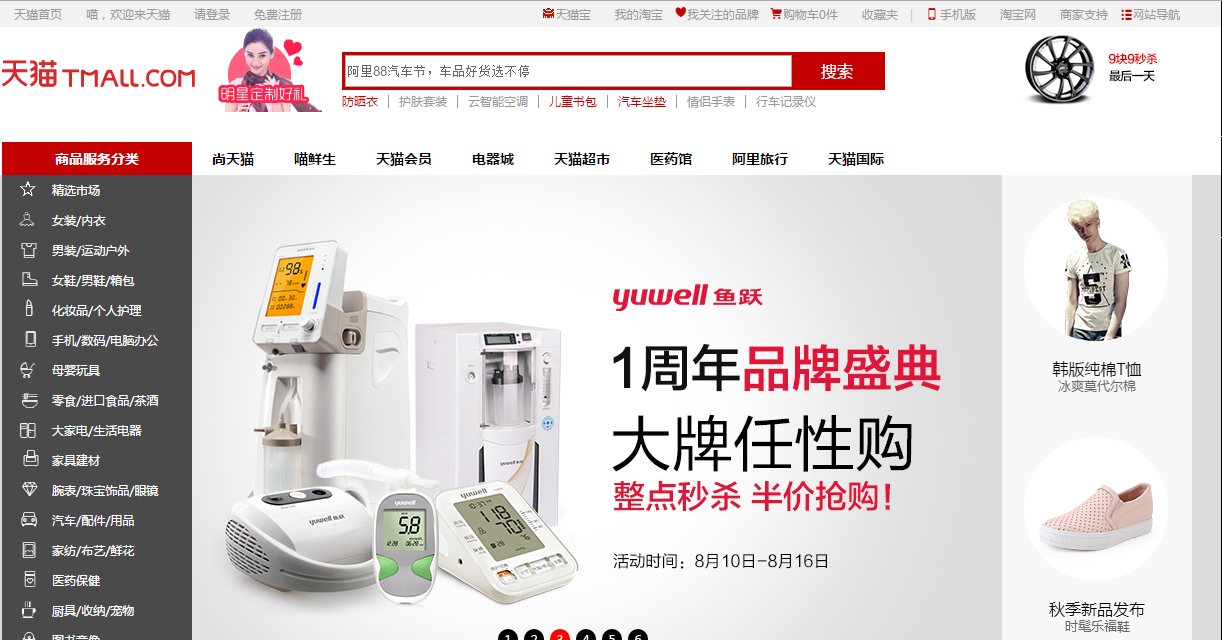 天猫首页 喵，欢迎来天猫 请登录 免费注册 天猫宝 我的淘宝 我关注的品牌 购物车0件 收藏夹 | 手机版 淘宝网 商家支持 网站导航
天猫 TMALL.COM
明星定制好礼
阿里88汽车节，车品好货选不停 搜索
防晒衣 | 护肤套装 | 云智能空调 | 儿童书包 | 汽车坐垫 | 情侣手表 | 行车记录仪
9块9秒杀
最后一天
商品服务分类 尚天猫 喵鲜生 天猫会员 电器城 天猫超市 医药馆 阿里旅行 天猫国际
精选市场
女装/内衣
男装/运动户外
女鞋/男鞋/箱包
化妆品/个人护理
手机/数码/电脑办公
母婴玩具
零食/进口食品/茶酒
大家电/生活电器
家具建材
腕表/珠宝饰品/眼镜
汽车/配件/用品
家纺/布艺/鲜花
医药保健
厨具/收纳/宠物
图书音像
yuwell 鱼跃
1周年品牌盛典
大牌任性购
整点秒杀 半价抢购！
活动时间：8月10日-8月16日
98%
yuwell 鱼跃
yuwell
5.8
yuwell
118
70
1 2 3 4 5 6
韩版纯棉T恤
冰爽莫代尔棉
秋季新品发布
时髦乐福鞋